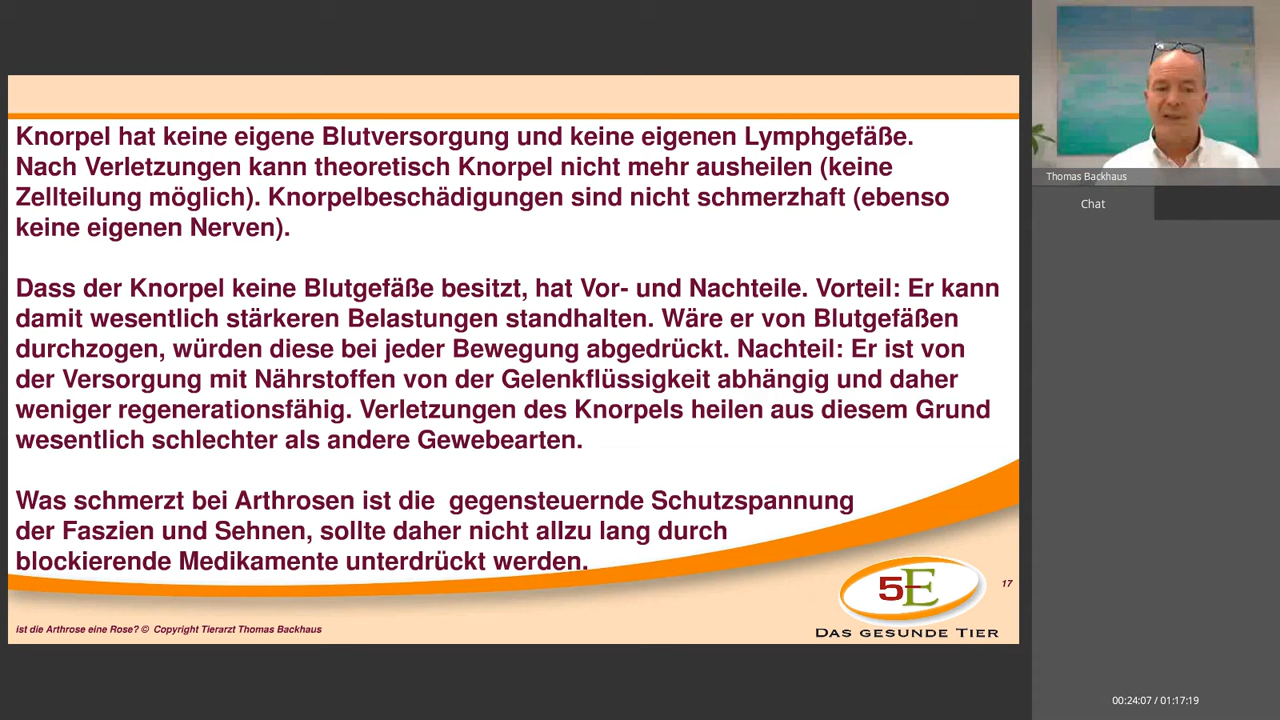 Knorpel hat keine eigene Blutversorgung und keine eigenen Lymphgefäße.
Nach Verletzungen kann theoretisch Knorpel nicht mehr ausheilen (keine
Zellteilung möglich). Knorpelbeschädigungen sind nicht schmerzhaft (ebenso
keine eigenen Nerven).
Dass der Knorpel keine Blutgefäße besitzt, hat Vor- und Nachteile. Vorteil: Er kann
damit wesentlich stärkeren Belastungen standhalten. Wäre er von Blutgefäßen
durchzogen, würden diese bei jeder Bewegung abgedrückt. Nachteil: Er ist von
der Versorgung mit Nährstoffen von der Gelenkflüssigkeit abhängig und daher
weniger regenerationsfähig. Verletzungen des Knorpels heilen aus diesem Grund
wesentlich schlechter als andere Gewebearten.
Was schmerzt bei Arthrosen ist die  gegensteuernde Schutzspannung
der Faszien und Sehnen, sollte daher nicht allzu lang durch
blockierende Medikamente unterdrückt werden.
5E
DAS GESUNDE TIER
17
ist die Arthrose eine Rose? © Copyright Tierarzt Thomas Backhaus
Thomas Backhaus
Chat
00:24:07 / 01:17:19